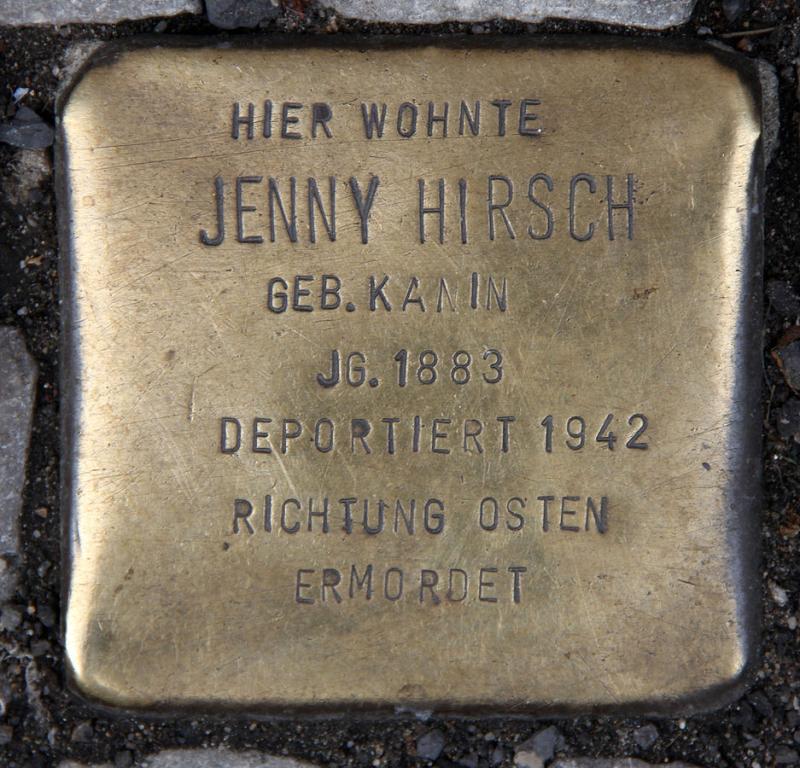 HIER WOHNTE
JENNY HIRSCH
GEB. KANIN
JG. 1883
DEPORTIERT 1942
RICHTUNG OSTEN
ERMORDET